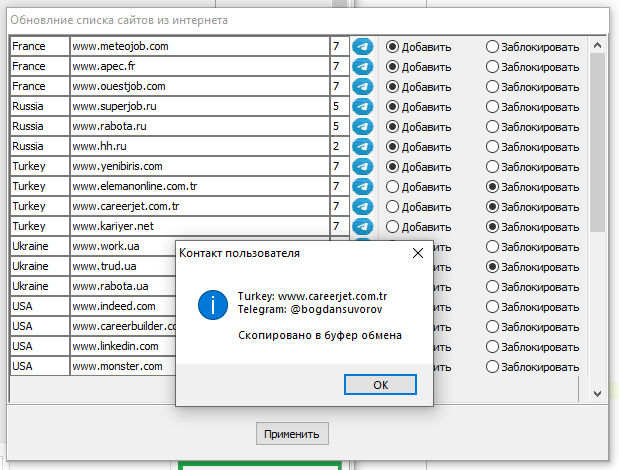 Обновлние списка сайтов из интернета
France www.meteojob.com 7 Добавить Заблокировать
France www.apec.fr 7 Добавить Заблокировать
France www.ouestjob.com 7 Добавить Заблокировать
Russia www.superjob.ru 5 Добавить Заблокировать
Russia www.rabota.ru 5 Добавить Заблокировать
Russia www.hh.ru 2 Добавить Заблокировать
Turkey www.yenibiris.com 7 Добавить Заблокировать
Turkey www.elemanonline.com.tr 7 Добавить Заблокировать
Turkey www.careerjet.com.tr 7 Добавить Заблокировать
Turkey www.kariyer.net 7 Добавить Заблокировать
Ukraine www.work.ua Заблокировать
Ukraine www.trud.ua Заблокировать
Ukraine www.rabota.ua Заблокировать
USA www.indeed.com Заблокировать
USA www.careerbuilder.co Заблокировать
USA www.linkedin.com Заблокировать
USA www.monster.com Заблокировать
Контакт пользователя
Turkey: www.careerjet.com.tr
Telegram: @bogdansuvorov
Скопировано в буфер обмена
OK
Применить